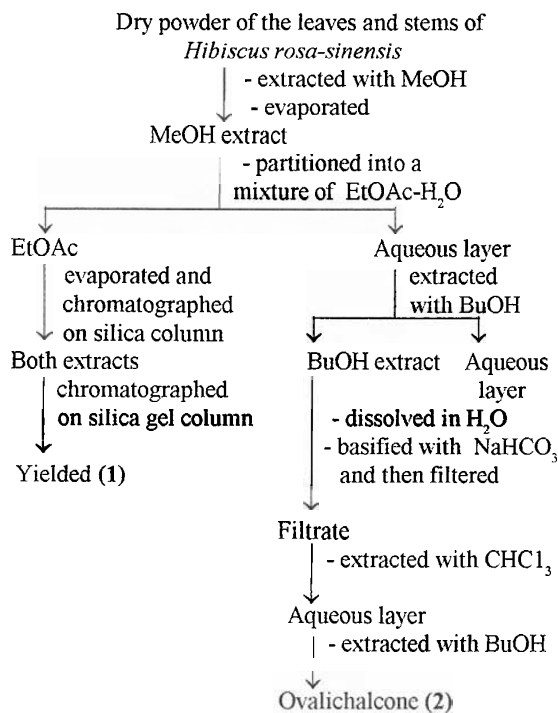 Dry powder of the leaves and stems of
Hibiscus rosa-sinensis
- extracted with MeOH
- evaporated
MeOH extract
- partitioned into a
mixture of EtOAc-H₂O
EtOAc
evaporated and
chromatographed
on silica column
Both extracts
chromatographed
on silica gel column
Yielded (1)
Aqueous layer
extracted
with BuOH
BuOH extract
Aqueous
layer
- dissolved in H₂O
- basified with NaHCO₃
and then filtered
Filtrate
- extracted with CHC1₃
Aqueous layer
- extracted with BuOH
Ovalichalcone (2)